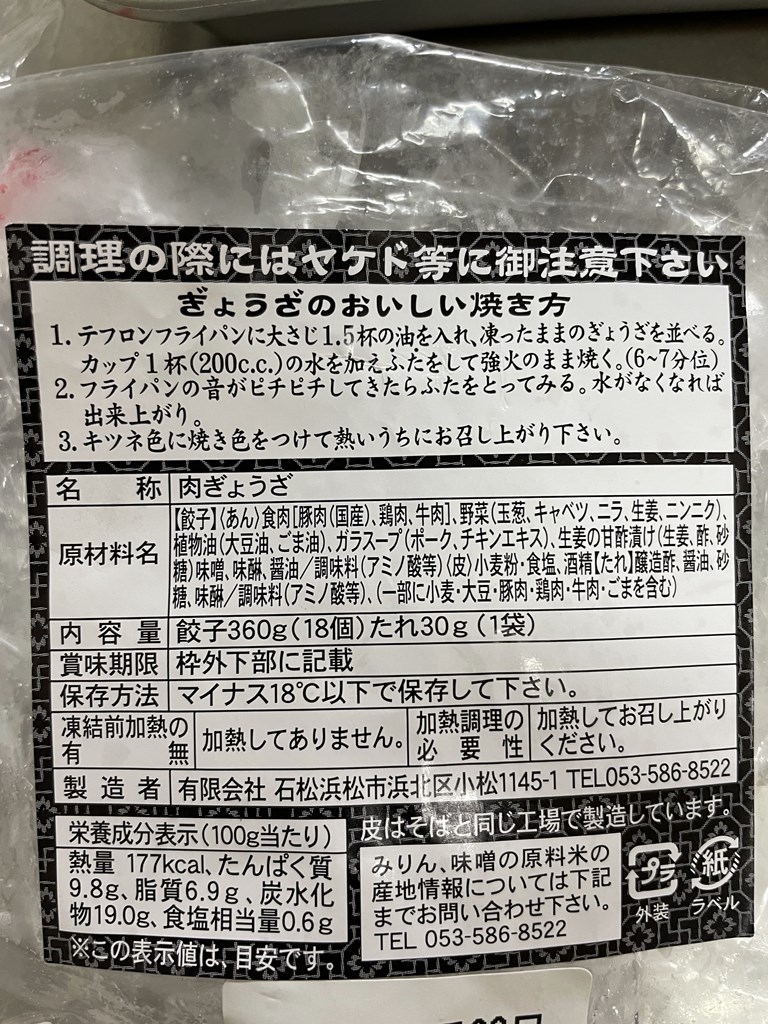 調理の際にはヤケド等に御注意下さい
ぎょうざのおいしい焼き方
1. テフロンフライパンに大さじ1.5杯の油を入れ、凍ったままのぎょうざを並べる。
カップ1杯(200c.c.)の水を加えふたをして強火のまま焼く。(6~7分位)
2. フライパンの音がピチピチしてきたらふたをとってみる。水がなくなれば
出来上がり。
3. キツネ色に焼き色をつけて熱いうちにお召し上がり下さい。
名称 肉ぎょうざ
原材料名 【餃子】〈あん〉食肉[豚肉(国産)、鶏肉、牛肉]、野菜(玉葱、キャベツ、ニラ、生姜、ニンニク)、
植物油(大豆油、ごま油)、ガラスープ(ポーク、チキンエキス)、生姜の甘酢漬け(生姜、酢、砂
糖)味噌、味醂、醤油/調味料(アミノ酸等)〈皮〉小麦粉・食塩、酒精【たれ】醸造酢、醤油、砂
糖、味醂/調味料(アミノ酸等)、(一部に小麦・大豆・豚肉・鶏肉・牛肉・ごまを含む)
内容量 餃子360g(18個)たれ30g(1袋)
賞味期限 枠外下部に記載
保存方法 マイナス18℃以下で保存して下さい。
凍結前加熱の有無 加熱してありません。 加熱調理の必要性 加熱してお召し上がりください。
製造者 有限会社 石松浜松市浜北区小松1145-1 TEL053-586-8522
皮はそばと同じ工場で製造しています。
栄養成分表示(100g当たり)
熱量 177kcal、たんぱく質
9.8g、脂質6.9g、炭水化
物19.0g、食塩相当量0.6g
※この表示値は、目安です。
みりん、味噌の原料米の
産地情報については下記
までお問い合わせ下さい。
TEL 053-586-8522
プラ
外装
紙
ラベル